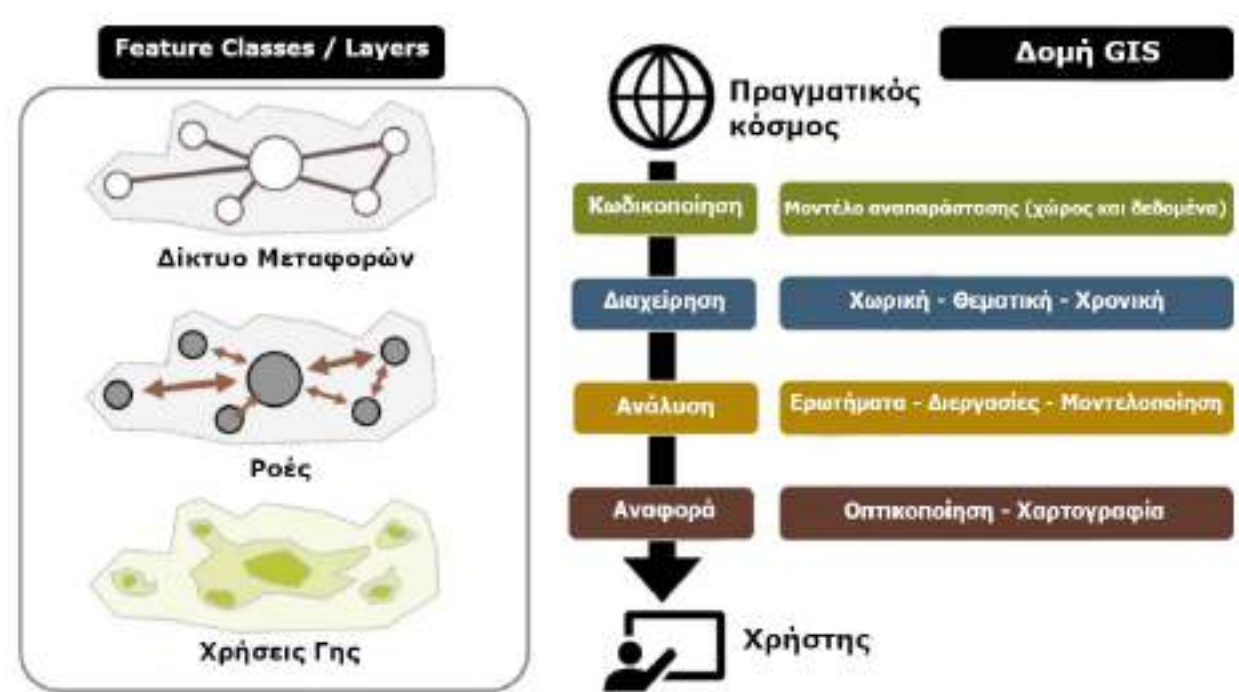 Feature Classes / Layers
Δίκτυο Μεταφορών
Ροές
Χρήσεις Γης
Δομή GIS
Πραγματικός
κόσμος
Κωδικοποίηση
Μοντέλο αναπαράστασης (χώρος και δεδομένα)
Διαχείρηση
Χωρική - Θεματική - Χρονική
Ανάλυση
Ερωτήματα - Διεργασίες - Μοντελοποίηση
Αναφορά
Οπτικοποίηση - Χαρτογραφία
Χρήστης